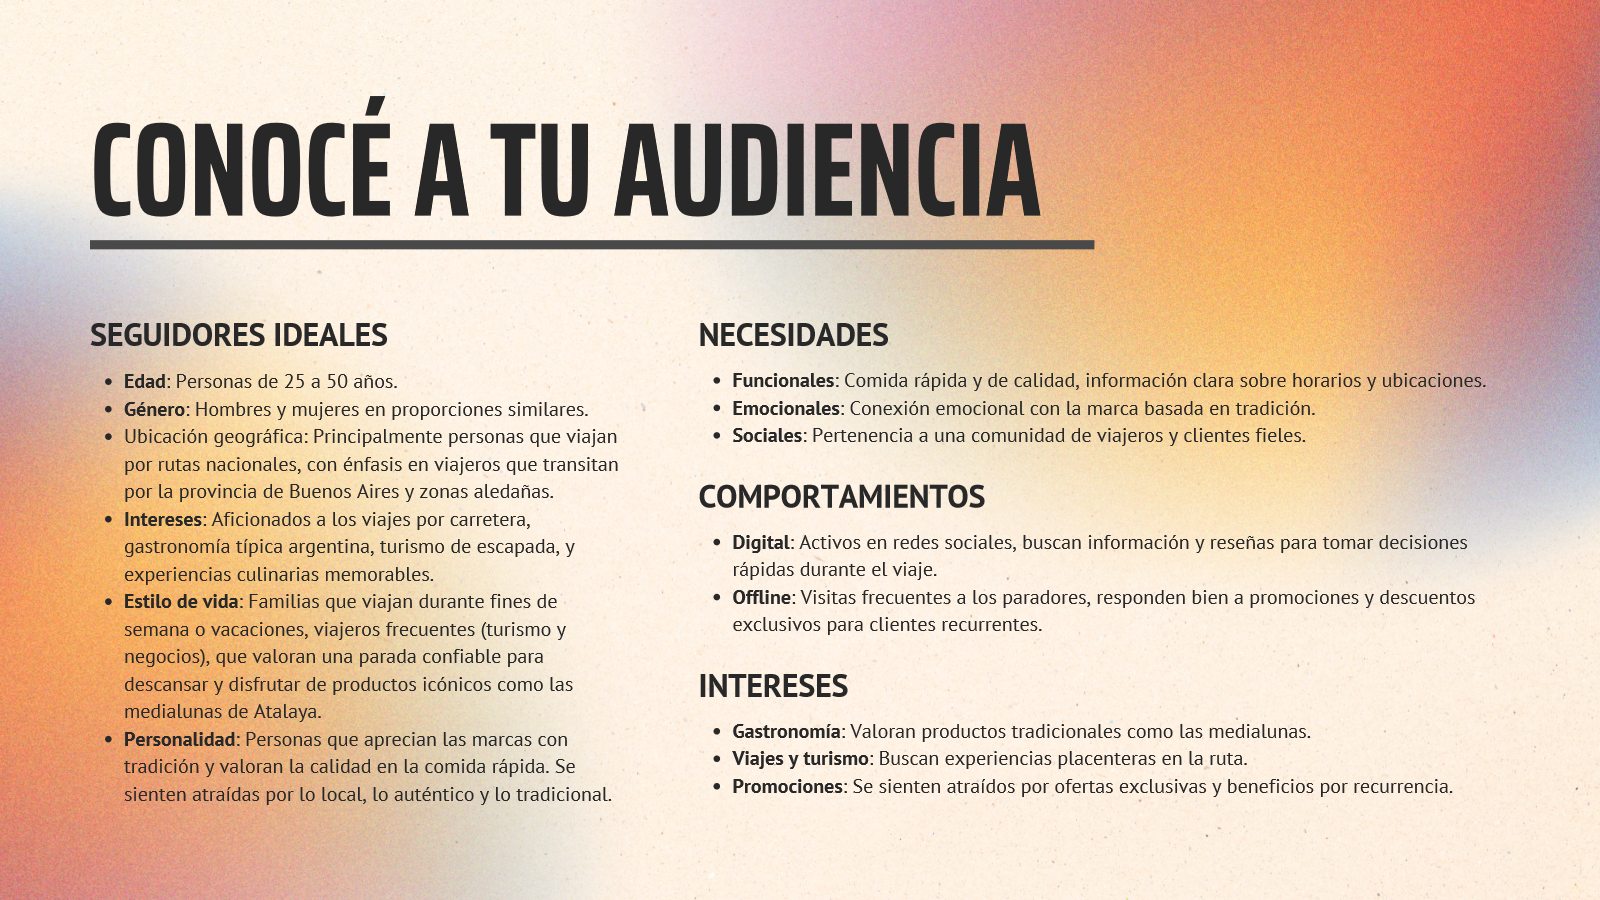 CONOCÉ A TU AUDIENCIA
SEGUIDORES IDEALES
• Edad: Personas de 25 a 50 años.
• Género: Hombres y mujeres en proporciones similares.
• Ubicación geográfica: Principalmente personas que viajan
por rutas nacionales, con énfasis en viajeros que transitan
por la provincia de Buenos Aires y zonas aledañas.
• Intereses: Aficionados a los viajes por carretera,
gastronomía típica argentina, turismo de escapada, y
experiencias culinarias memorables.
• Estilo de vida: Familias que viajan durante fines de
semana o vacaciones, viajeros frecuentes (turismo y
negocios), que valoran una parada confiable para
descansar y disfrutar de productos icónicos como las
medialunas de Atalaya.
• Personalidad: Personas que aprecian las marcas con
tradición y valoran la calidad en la comida rápida. Se
sienten atraídas por lo local, lo auténtico y lo tradicional.
NECESIDADES
• Funcionales: Comida rápida y de calidad, información clara sobre horarios y ubicaciones.
• Emocionales: Conexión emocional con la marca basada en tradición.
• Sociales: Pertenencia a una comunidad de viajeros y clientes fieles.
COMPORTAMIENTOS
• Digital: Activos en redes sociales, buscan información y reseñas para tomar decisiones
rápidas durante el viaje.
• Offline: Visitas frecuentes a los paradores, responden bien a promociones y descuentos
exclusivos para clientes recurrentes.
INTERESES
• Gastronomía: Valoran productos tradicionales como las medialunas.
• Viajes y turismo: Buscan experiencias placenteras en la ruta.
• Promociones: Se sienten atraídos por ofertas exclusivas y beneficios por recurrencia.